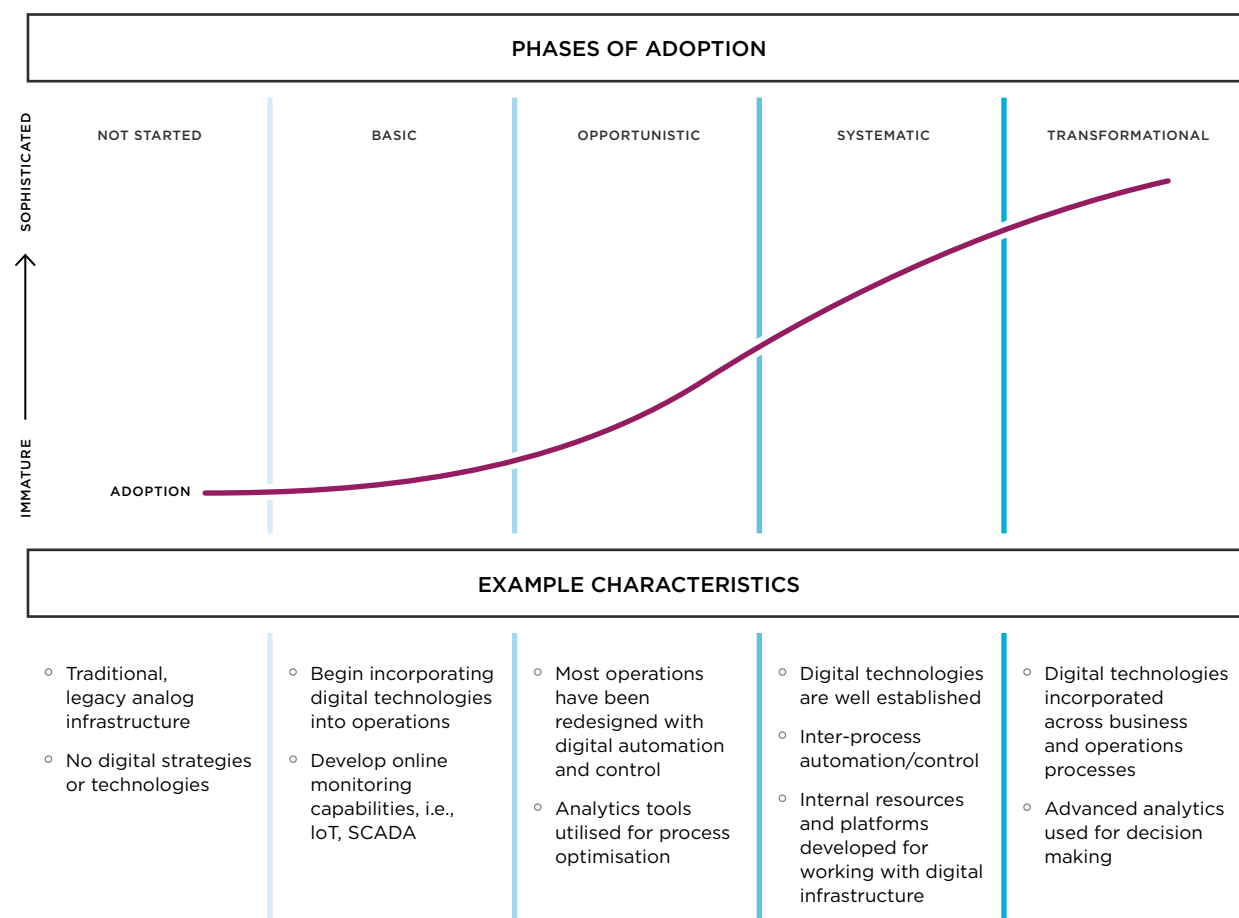 PHASES OF ADOPTION
SOPHISTICATED
IMMATURE
NOT STARTED
BASIC
OPPORTUNISTIC
SYSTEMATIC
TRANSFORMATIONAL
ADOPTION
EXAMPLE CHARACTERISTICS
Traditional,
legacy analog
infrastructure
No digital strategies
or technologies
Begin incorporating
digital technologies
into operations
Develop online
monitoring
capabilities, i.e.,
IoT, SCADA
Most operations
have been
redesigned with
digital automation
and control
Analytics tools
utilised for process
optimisation
Digital technologies
are well established
Inter-process
automation/control
Internal resources
and platforms
developed for
working with digital
infrastructure
Digital technologies
incorporated
across business
and operations
processes
Advanced analytics
used for decision
making